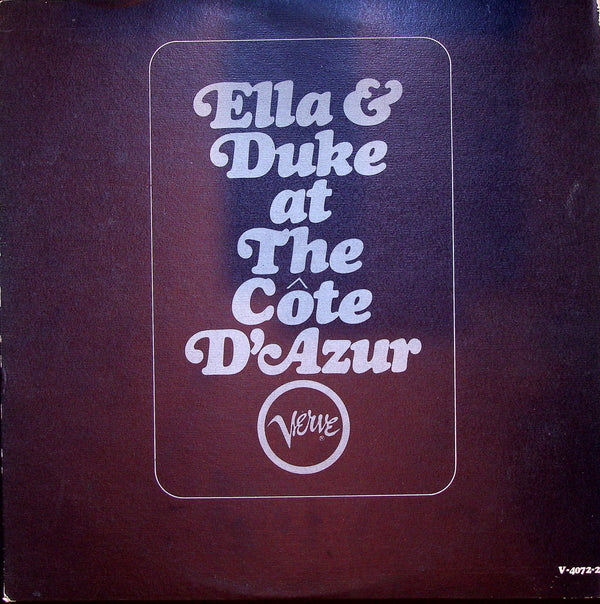 Ella &
Duke
at
The
Côte
D'Azur
Verve
®
V-4072-2